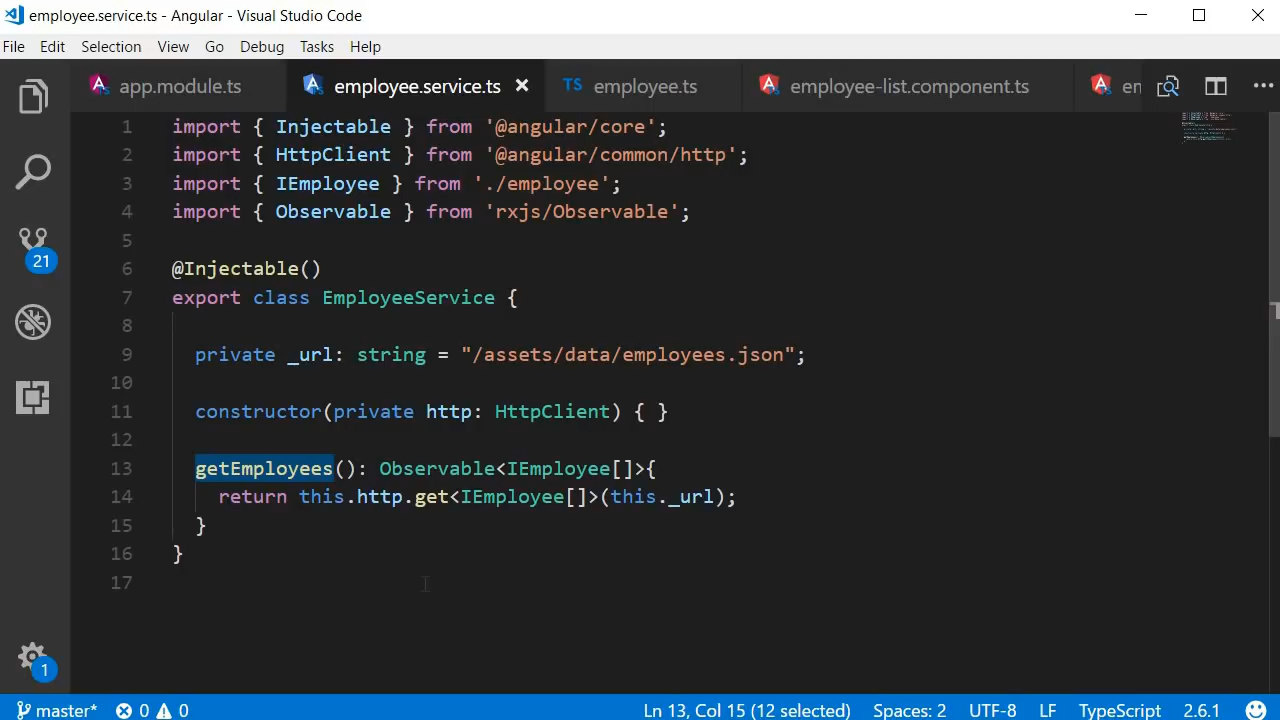 employee.service.ts - Angular - Visual Studio Code
File Edit Selection View Go Debug Tasks Help
app.module.ts employee.service.ts TS employee.ts employee-list.component.ts en
1 import { Injectable } from '@angular/core';
2 import { HttpClient } from '@angular/common/http';
3 import { IEmployee } from './employee';
4 import { Observable } from 'rxjs/Observable';
5
6 @Injectable()
7 export class EmployeeService {
8
9 private _url: string = "/assets/data/employees.json";
10
11 constructor(private http: HttpClient) { }
12
13 getEmployees(): Observable<IEmployee[]>{
14 return this.http.get<IEmployee[]>(this._url);
15 }
16 }
17
21
1
master* 0 0 Ln 13, Col 15 (12 selected) Spaces: 2 UTF-8 LF TypeScript 2.6.1